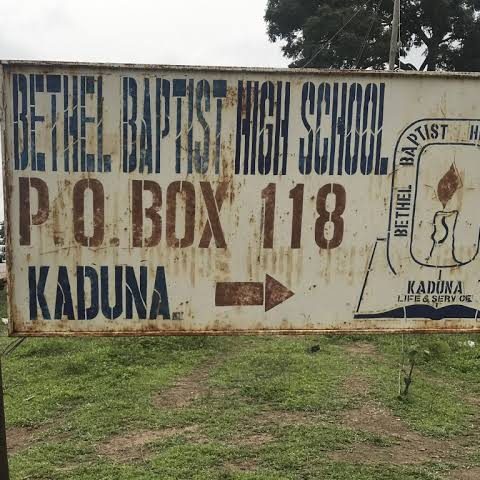 BETHEL BAPTIST HIGH SCHOOL
P.O. BOX 118
KADUNA
BETHEL BAPTIST H
KADUNA
LIFE & SERVICE